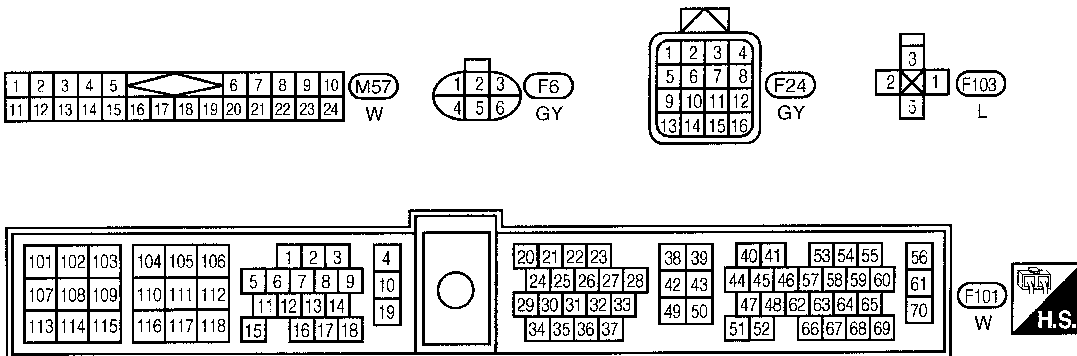 1 2 3 4 5 6 7 8 9 10 M57
11 12 13 14 15 16 17 18 19 20 21 22 23 24 W
1 2 3 F6
4 5 6 GY
1 2 3 4
5 6 7 8 F24
9 10 11 12 GY
13 14 15 16
3
2 1 F103
5 L
101 102 103 104 105 106 1 2 3 4 20 21 22 23 38 39 40 41 53 54 55 56
107 108 109 110 111 112 5 6 7 8 9 10 24 25 26 27 28 42 43 44 45 46 57 58 59 60 61 F101
11 12 13 14 29 30 31 32 33 47 48 62 63 64 65 W
113 114 115 116 117 118 15 16 17 18 19 34 35 36 37 49 50 51 52 66 67 68 69 70 H.S.